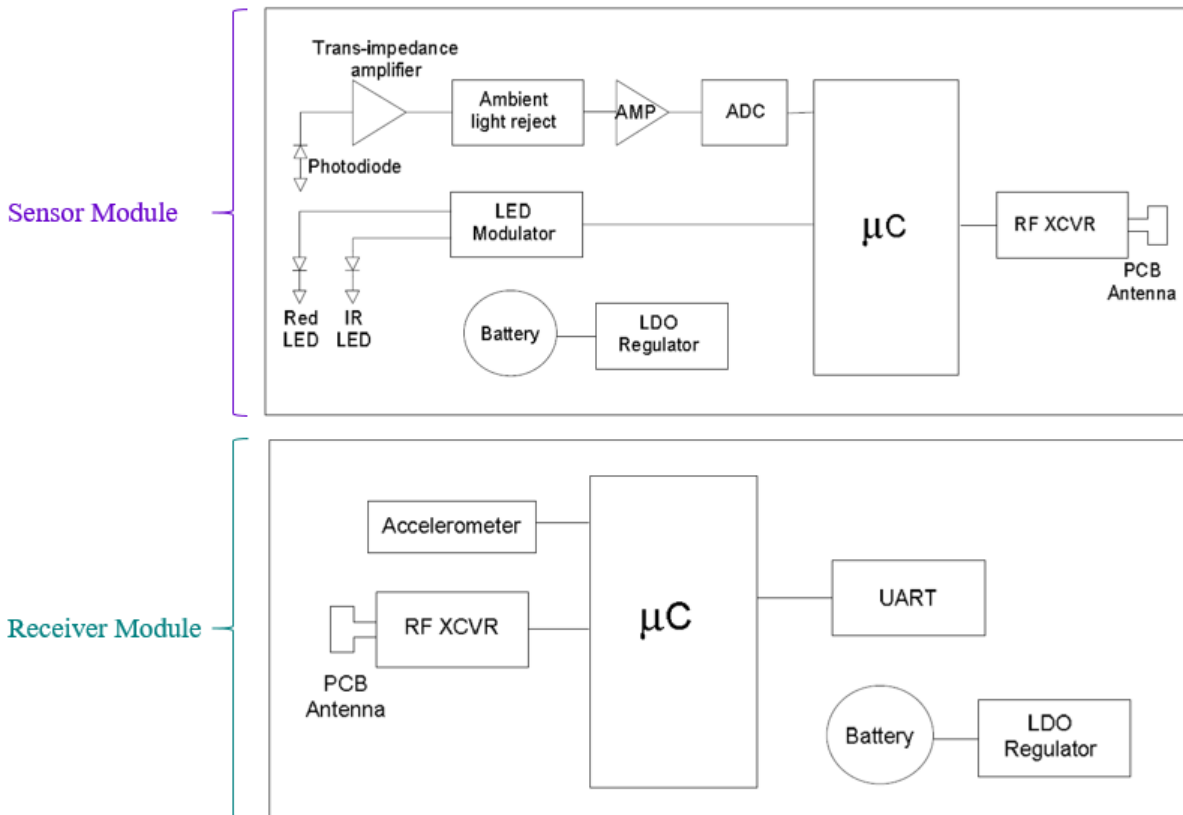 Sensor Module
Trans-impedance
amplifier
Photodiode
Ambient
light reject
AMP
ADC
μC
LED
Modulator
Red
LED
IR
LED
Battery
LDO
Regulator
RF XCVR
PCB
Antenna
Receiver Module
Accelerometer
RF XCVR
PCB
Antenna
μC
UART
Battery
LDO
Regulator